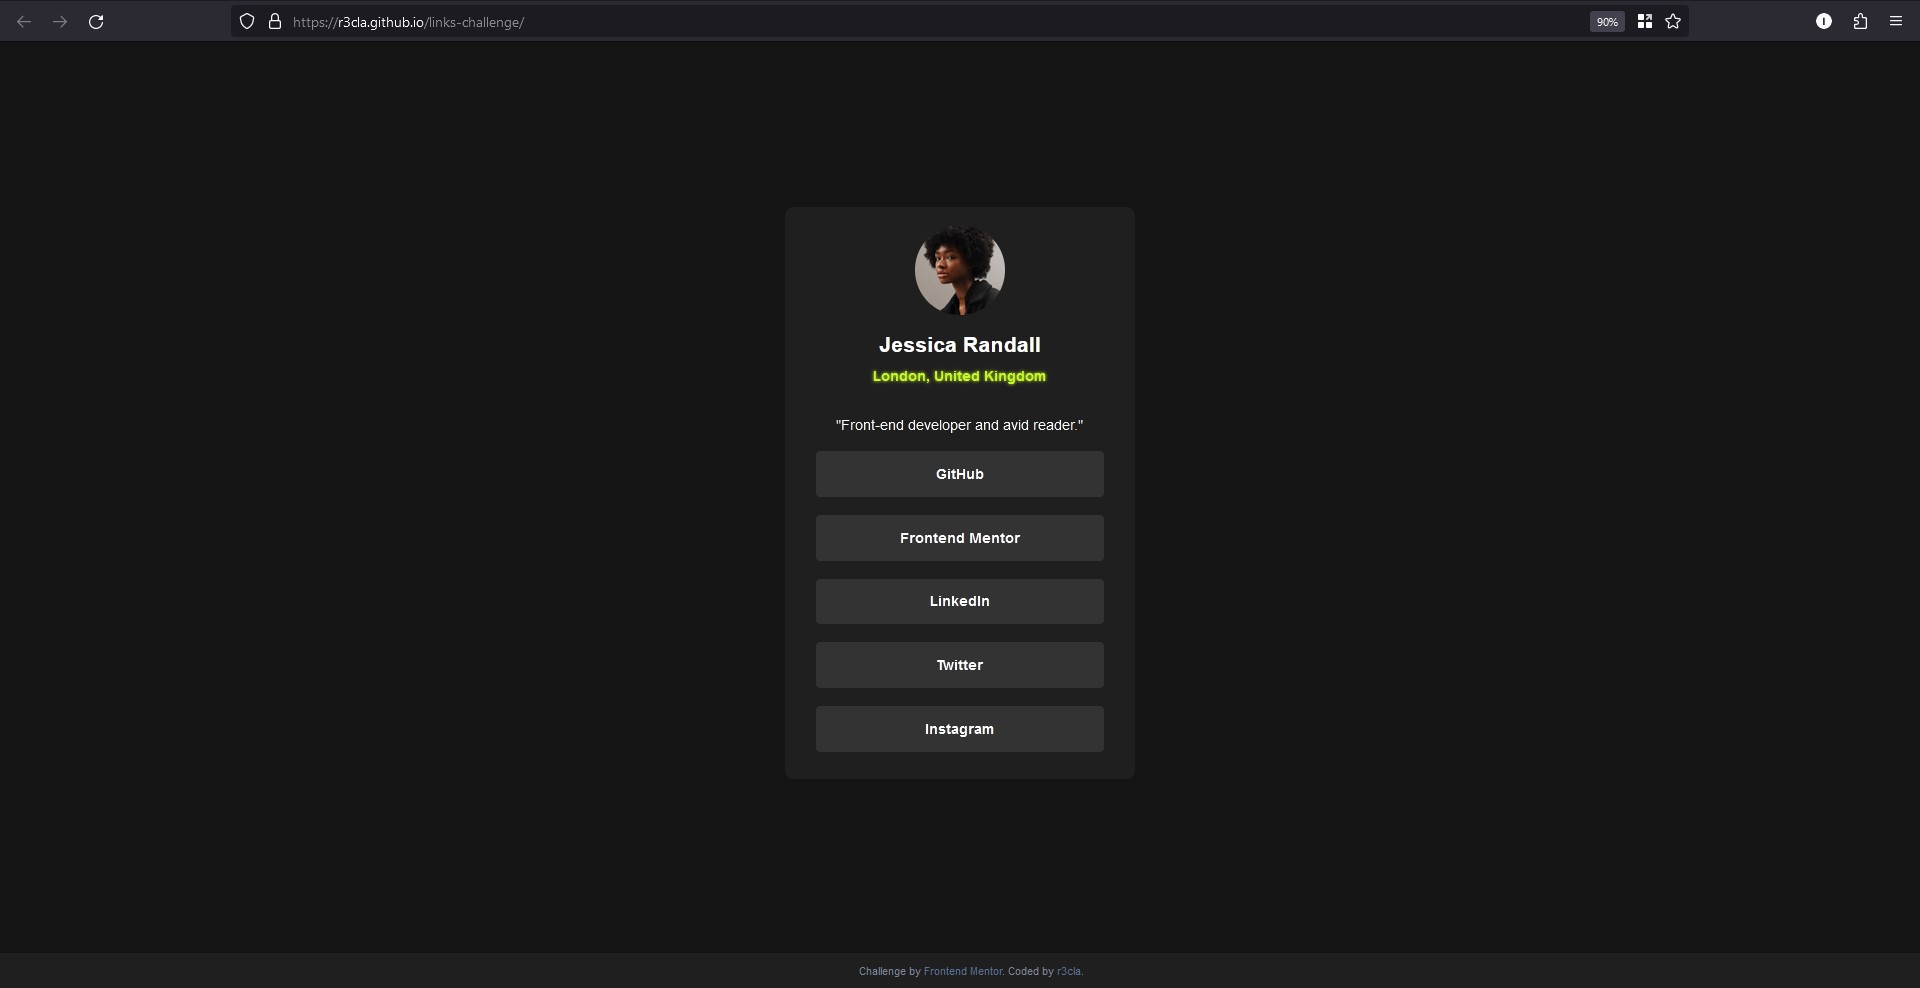 https://r3cla.github.io/links-challenge/
90%
Jessica Randall
London, United Kingdom
"Front-end developer and avid reader."
GitHub
Frontend Mentor
LinkedIn
Twitter
Instagram
Challenge by Frontend Mentor. Coded by r3cla.